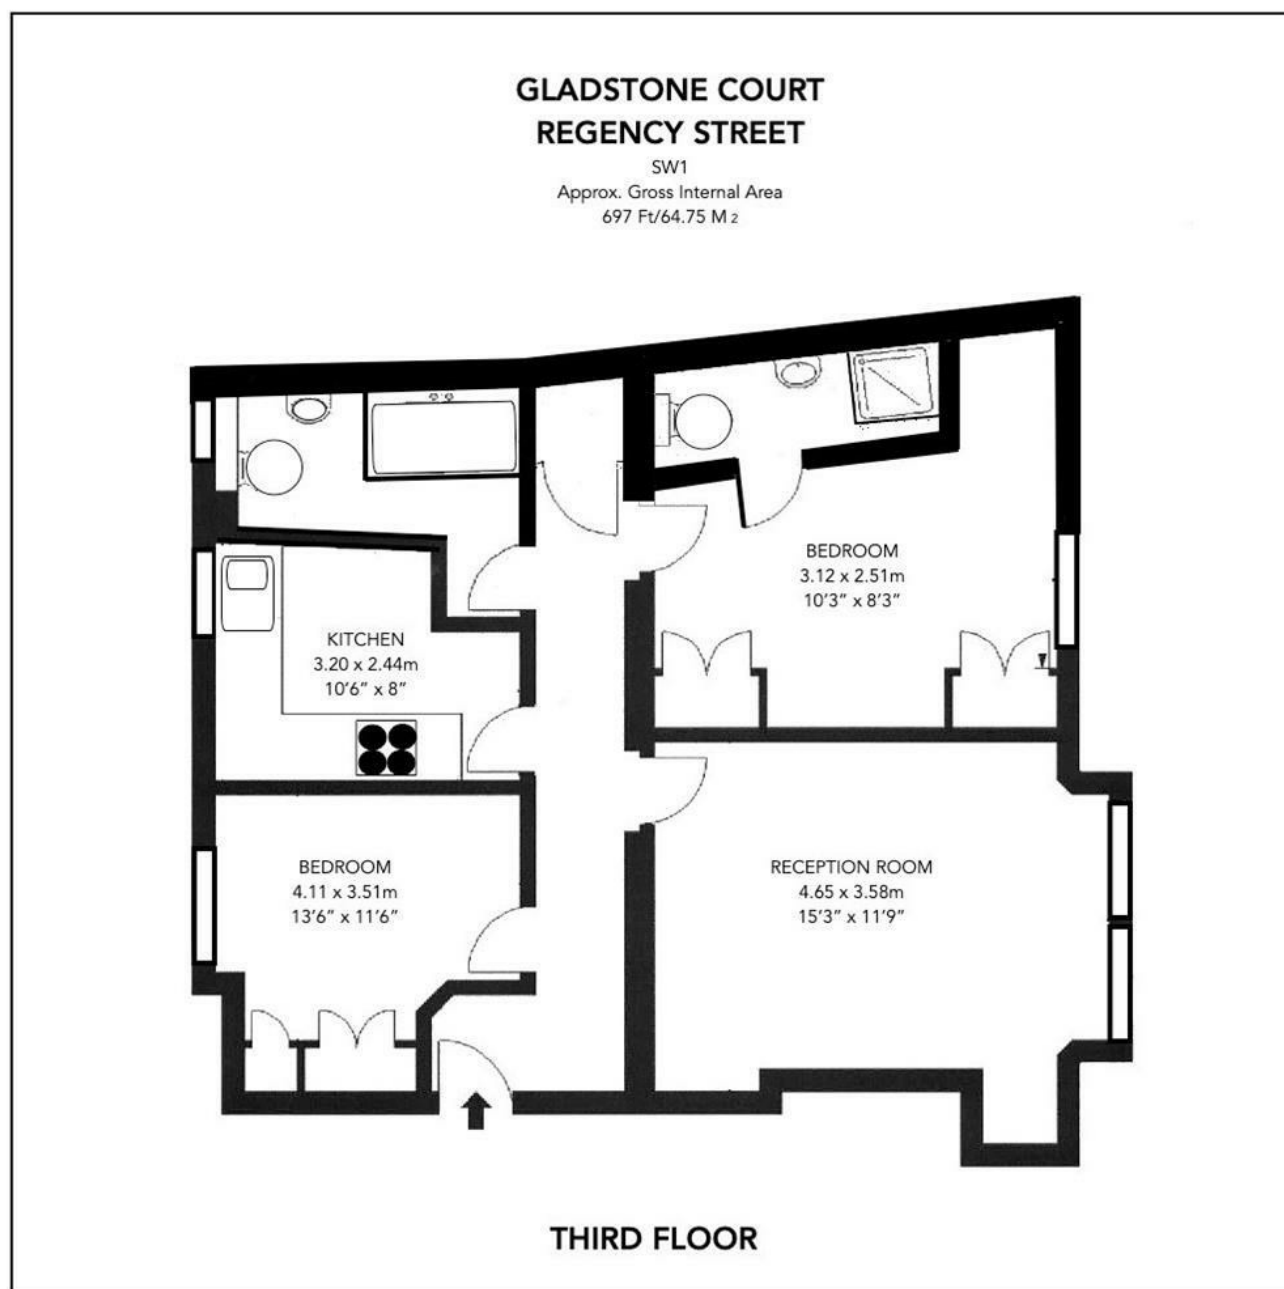 GLADSTONE COURT
REGENCY STREET
SW1
Approx. Gross Internal Area
697 Ft/64.75 M 2
BEDROOM
3.12 x 2.51m
10'3" x 8'3"
KITCHEN
3.20 x 2.44m
10'6" x 8"
BEDROOM
4.11 x 3.51m
13'6" x 11'6"
RECEPTION ROOM
4.65 x 3.58m
15'3" x 11'9"
THIRD FLOOR